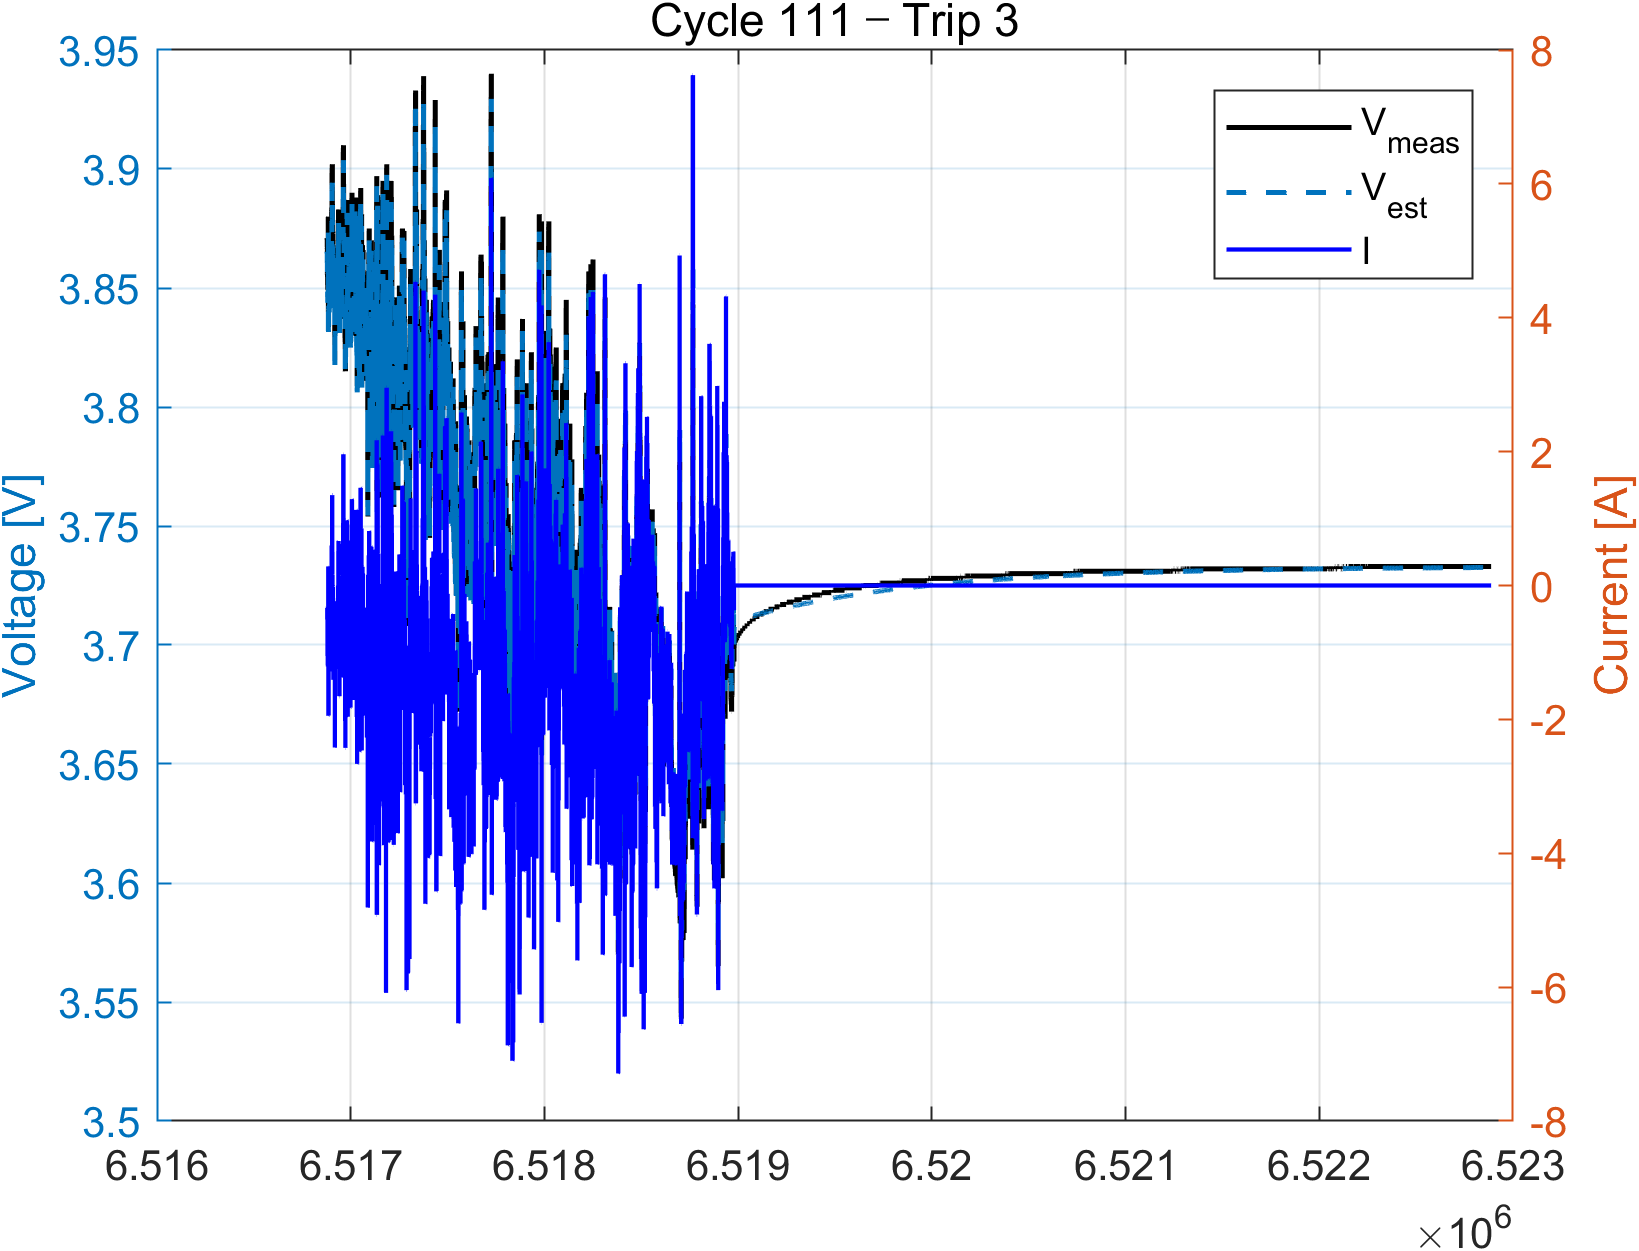 Cycle 111 – Trip 3
3.95
3.9
3.85
3.8
3.75
3.7
3.65
3.6
3.55
3.5
Voltage [V]
8
6
4
2
0
-2
-4
-6
-8
Current [A]
V_meas
V_est
I
6.516 6.517 6.518 6.519 6.52 6.521 6.522 6.523
×10^6